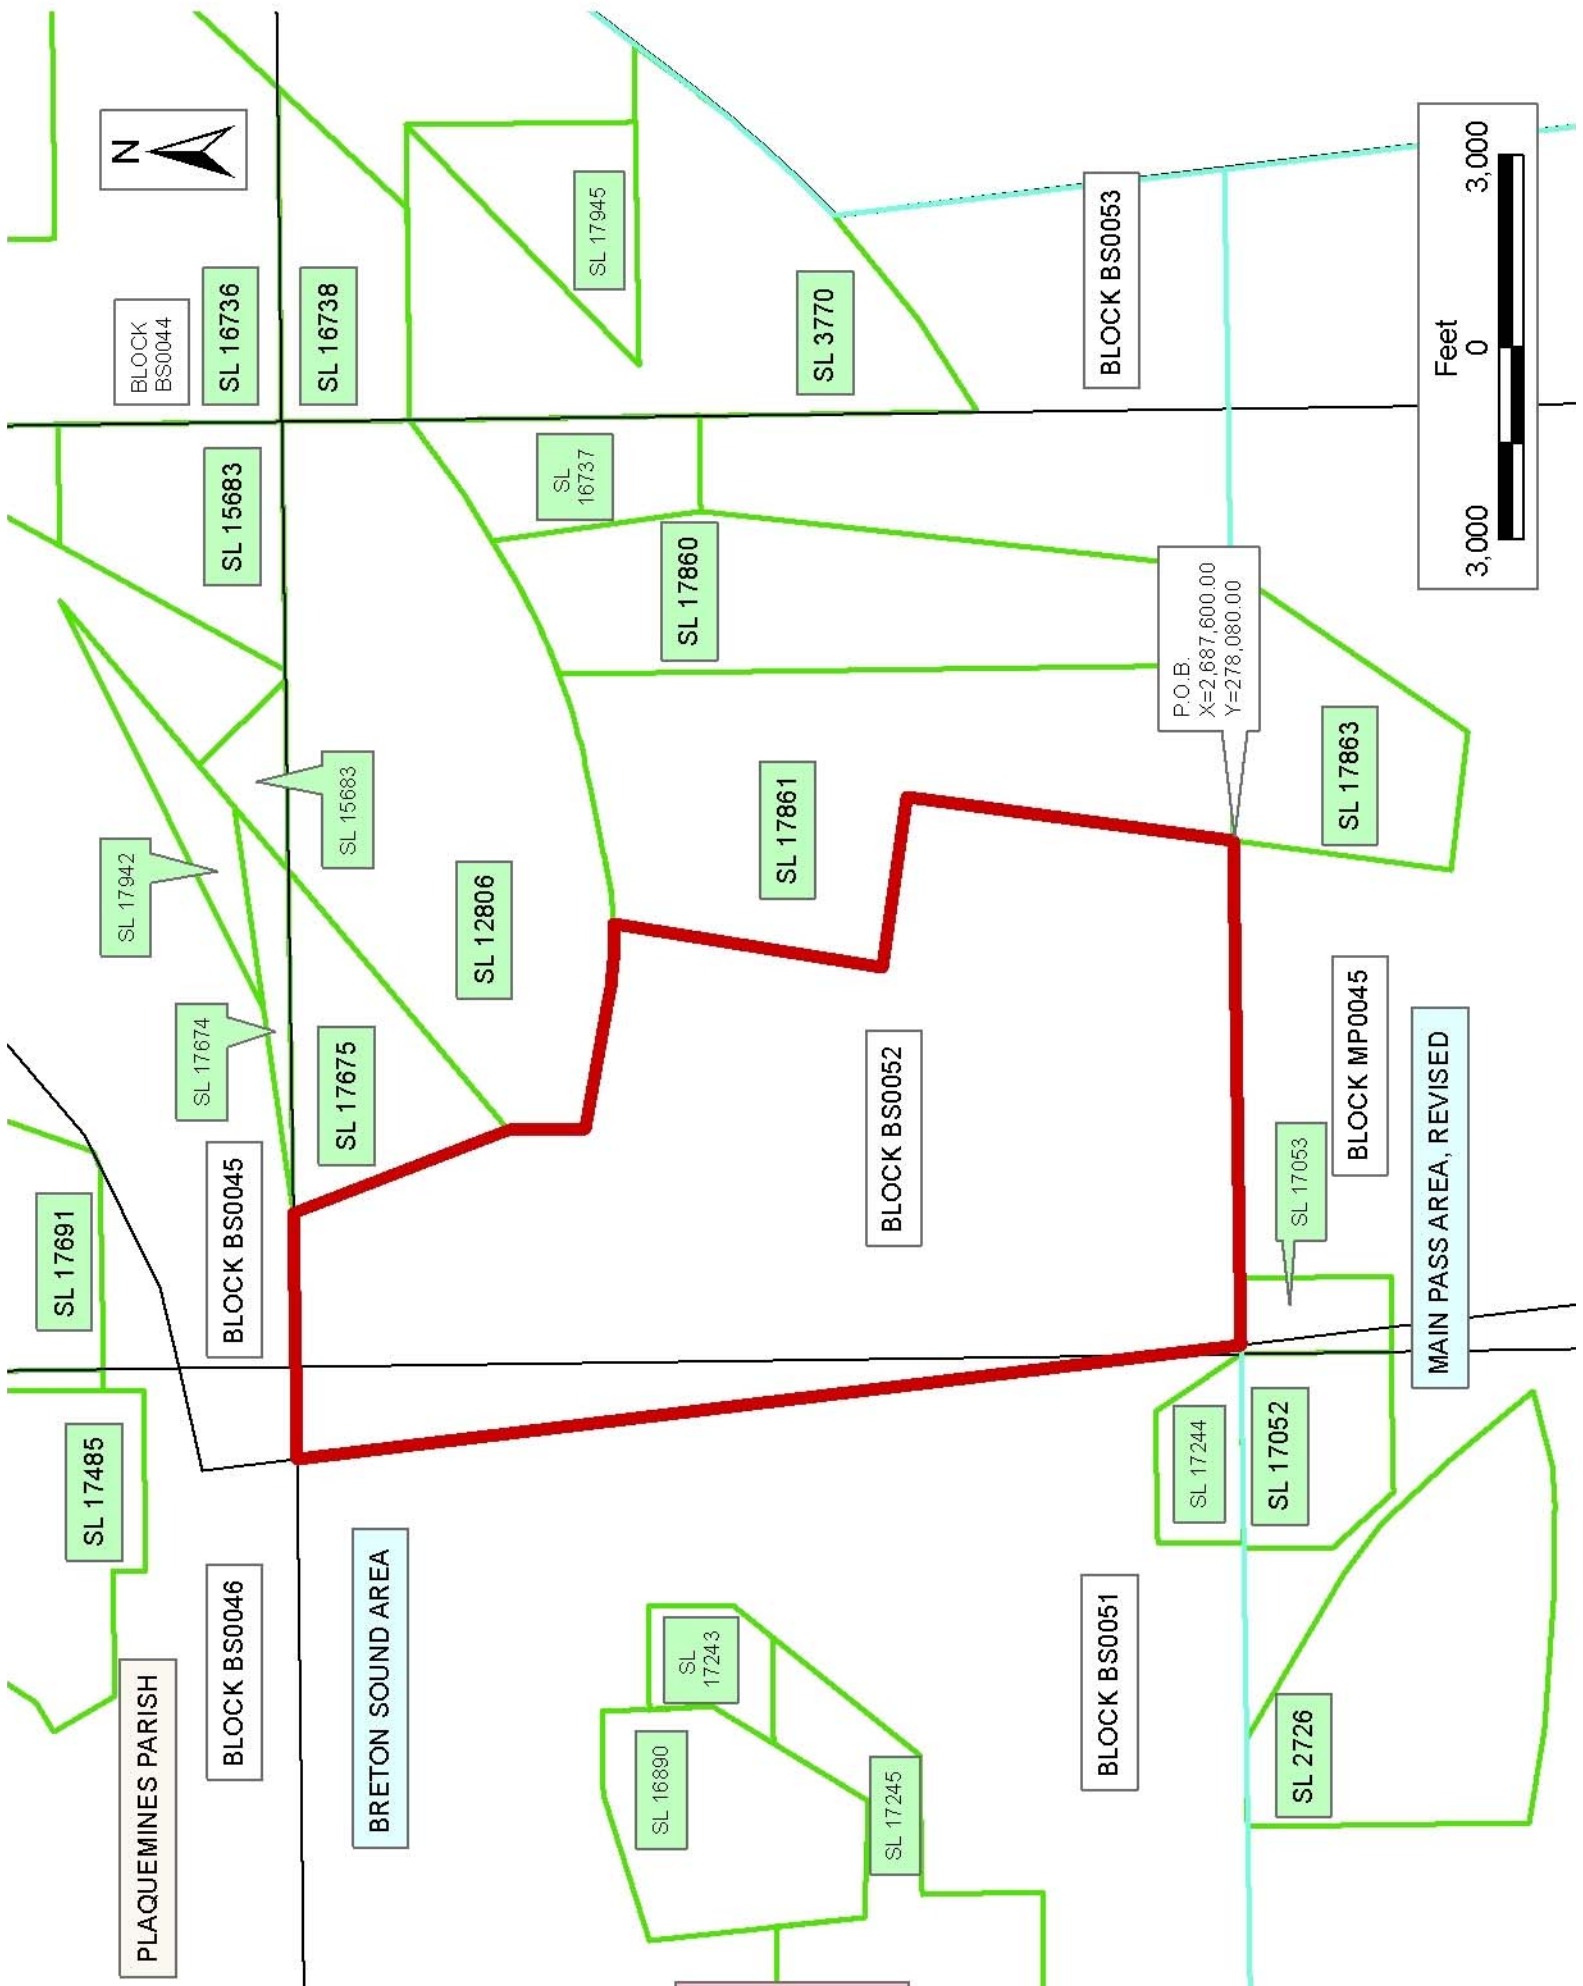 PLAQUEMINES PARISH
SL 17485
SL 17691
BLOCK BS0046
BLOCK BS0045
SL 17674
SL 17942
SL 15683
BLOCK
BS0044
N
SL 16736
SL 16738
BRETON SOUND AREA
SL 17675
SL 15683
SL 12806
SL
16737
SL 17945
SL 16890
SL
17243
SL 17860
SL 17861
SL 3770
SL 17245
BLOCK BS0052
BLOCK BS0051
BLOCK BS0053
SL 17244
P.O.B.
X=2,687,600.00
Y=278,080.00
SL 2726
SL 17052
SL 17053
BLOCK MP0045
SL 17863
MAIN PASS AREA, REVISED
Feet
3,000 0 3,000